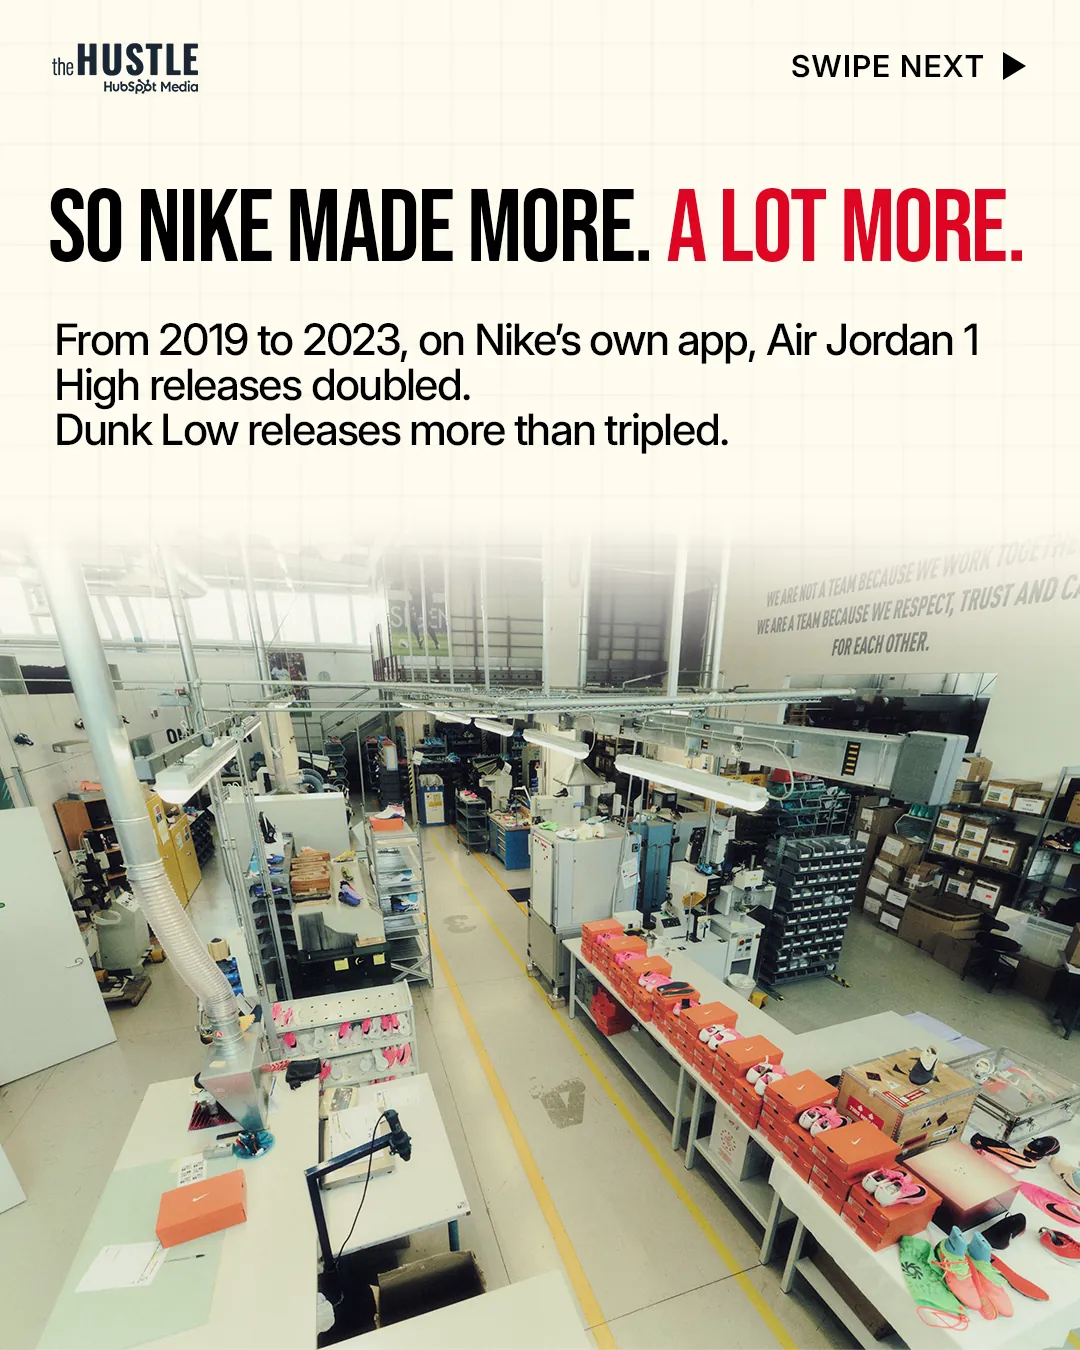 the HUSTLE
HubSpot Media
SWIPE NEXT
SO NIKE MADE MORE. A LOT MORE.
From 2019 to 2023, on Nike's own app, Air Jordan 1
High releases doubled.
Dunk Low releases more than tripled.
WE ARE NOT A TEAM BECAUSE WE WORK TOGETHE
WE ARE A TEAM BECAUSE WE RESPECT, TRUST AND CA
FOR EACH OTHER.